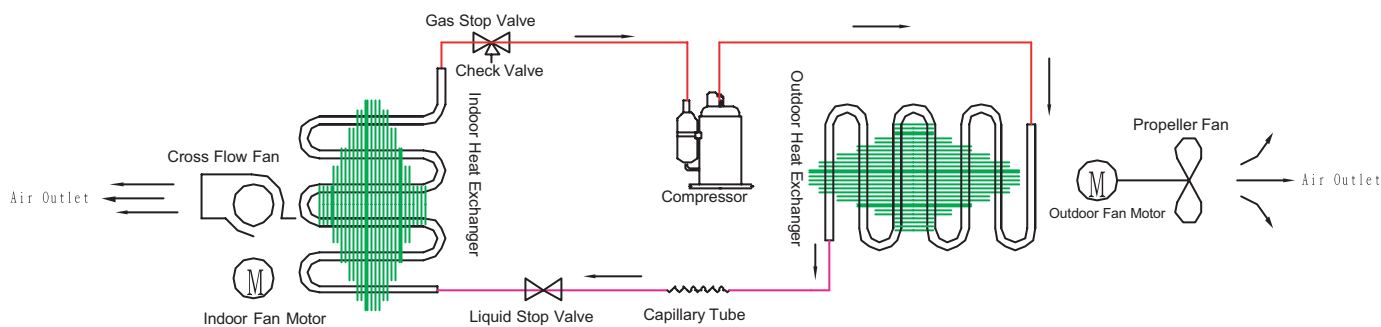 Gas Stop Valve
Check Valve
Indoor Heat Exchanger
Cross Flow Fan
Air Outlet
M
Indoor Fan Motor
Liquid Stop Valve
Capillary Tube
Compressor
Outdoor Heat Exchanger
Propeller Fan
M
Outdoor Fan Motor
Air Outlet